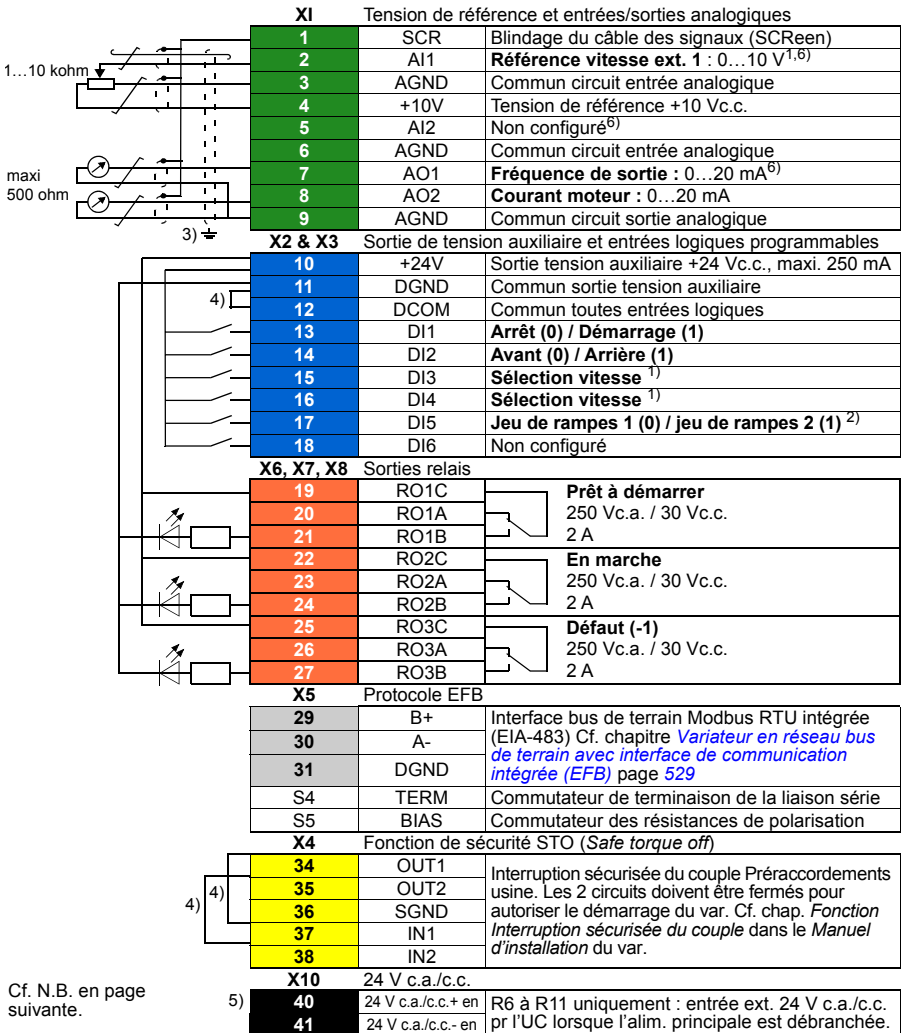 XI Tension de référence et entrées/sorties analogiques
1 SCR Blindage du câble des signaux (SCReen)
2 AI1 Référence vitesse ext. 1 : 0…10 V1,6)
1…10 kohm
3 AGND Commun circuit entrée analogique
4 +10V Tension de référence +10 Vc.c.
5 AI2 Non configuré6)
6 AGND Commun circuit entrée analogique
maxi
500 ohm
7 AO1 Fréquence de sortie : 0…20 mA6)
8 AO2 Courant moteur : 0…20 mA
9 AGND Commun circuit sortie analogique
3)
X2 & X3 Sortie de tension auxiliaire et entrées logiques programmables
10 +24V Sortie tension auxiliaire +24 Vc.c., maxi. 250 mA
11 DGND Commun sortie tension auxiliaire
4)
12 DCOM Commun toutes entrées logiques
13 DI1 Arrêt (0) / Démarrage (1)
14 DI2 Avant (0) / Arrière (1)
15 DI3 Sélection vitesse 1)
16 DI4 Sélection vitesse 1)
17 DI5 Jeu de rampes 1 (0) / jeu de rampes 2 (1) 2)
18 DI6 Non configuré
X6, X7, X8 Sorties relais
19 RO1C Prêt à démarrer
20 RO1A 250 Vc.a. / 30 Vc.c.
21 RO1B 2 A
22 RO2C En marche
23 RO2A 250 Vc.a. / 30 Vc.c.
24 RO2B 2 A
25 RO3C Défaut (-1)
26 RO3A 250 Vc.a. / 30 Vc.c.
27 RO3B 2 A
X5 Protocole EFB
29 B+
30 A-
31 DGND
Interface bus de terrain Modbus RTU intégrée
(EIA-483) Cf. chapitre Variateur en réseau bus
de terrain avec interface de communication
intégrée (EFB) page 529
S4 TERM Commutateur de terminaison de la liaison série
S5 BIAS Commutateur des résistances de polarisation
X4 Fonction de sécurité STO (Safe torque off)
34 OUT1
35 OUT2
36 SGND
37 IN1
38 IN2
4)
4)
Interruption sécurisée du couple Préraccordements
usine. Les 2 circuits doivent être fermés pour
autoriser le démarrage du var. Cf. chap. Fonction
Interruption sécurisée du couple dans le Manuel
d'installation du var.
X10 24 V c.a./c.c.
Cf. N.B. en page
suivante.
5)
40 24 V c.a./c.c.+ en
41 24 V c.a./c.c.- en
R6 à R11 uniquement : entrée ext. 24 V c.a./c.c.
pr l'UC lorsque l'alim. principale est débranchée.